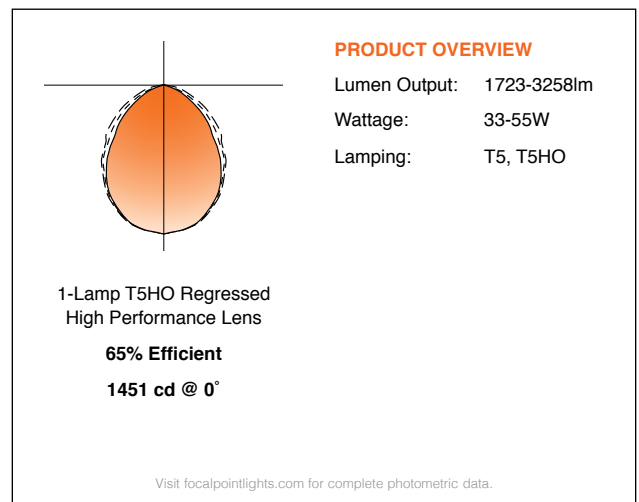 PRODUCT OVERVIEW
Lumen Output: 1723-3258lm
Wattage: 33-55W
Lamping: T5, T5HO
1-Lamp T5HO Regressed
High Performance Lens
65% Efficient
1451 cd @ 0˚
Visit focalpointlights.com for complete photometric data.